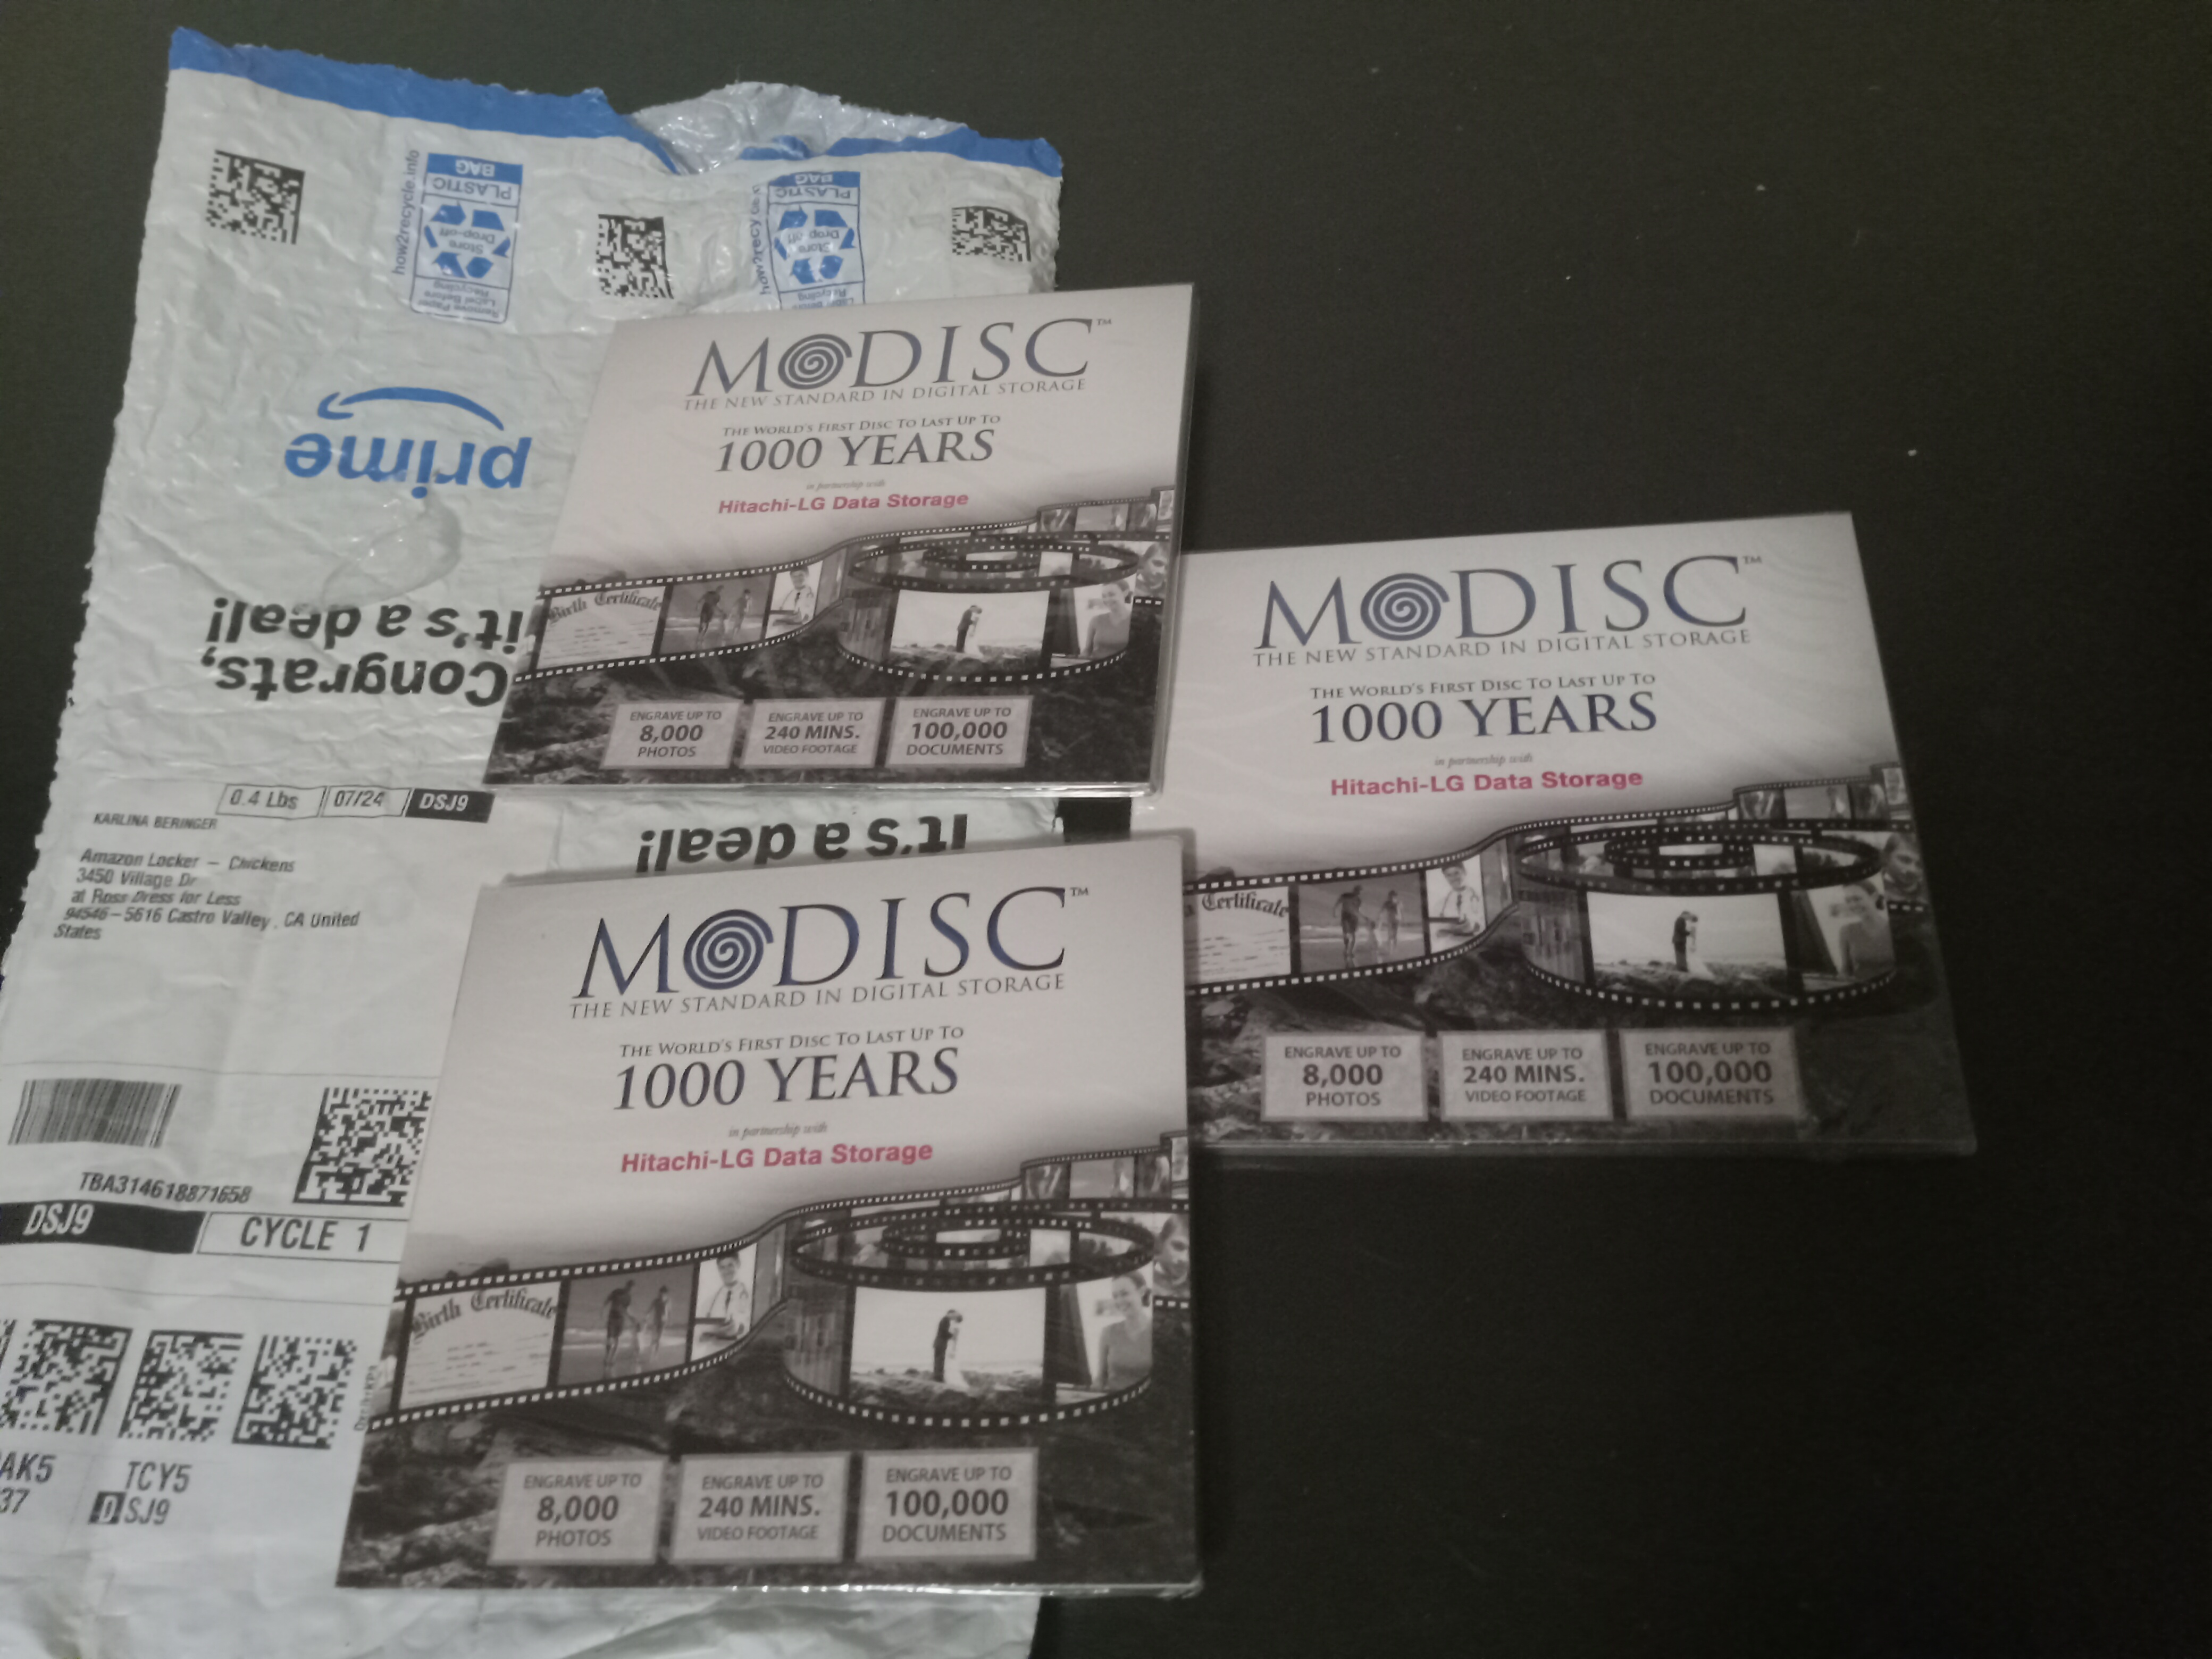 BAG
PLASTIC
Store
Drop-off
Remove Paper
Label Before
Recycling
how2recycle.info
BAG
PLASTIC
Store
Drop-off
prime
Congrats,
it's a deal!
it's a deal!
0.4 Lbs
07/24
DSJ9
KARLINA BERINGER
Amazon Locker – Chickens
3450 Village Dr
at Ross Dress for Less
94546-5616 Castro Valley , CA United
States
TBA314618871658
DSJ9
CYCLE 1
AK5
37
TCY5
DSJ9
MODISC™
THE NEW STANDARD IN DIGITAL STORAGE
THE WORLD'S FIRST DISC TO LAST UP TO
1000 YEARS
in partnership with
Hitachi-LG Data Storage
Birth Certificate
ENGRAVE UP TO
8,000
PHOTOS
ENGRAVE UP TO
240 MINS.
VIDEO FOOTAGE
ENGRAVE UP TO
100,000
DOCUMENTS
MODISC™
THE NEW STANDARD IN DIGITAL STORAGE
THE WORLD'S FIRST DISC TO LAST UP TO
1000 YEARS
in partnership with
Hitachi-LG Data Storage
Certificate
ENGRAVE UP TO
8,000
PHOTOS
ENGRAVE UP TO
240 MINS.
VIDEO FOOTAGE
ENGRAVE UP TO
100,000
DOCUMENTS
MODISC™
THE NEW STANDARD IN DIGITAL STORAGE
THE WORLD'S FIRST DISC TO LAST UP TO
1000 YEARS
in partnership with
Hitachi-LG Data Storage
Birth Certificate
ENGRAVE UP TO
8,000
PHOTOS
ENGRAVE UP TO
240 MINS.
VIDEO FOOTAGE
ENGRAVE UP TO
100,000
DOCUMENTS